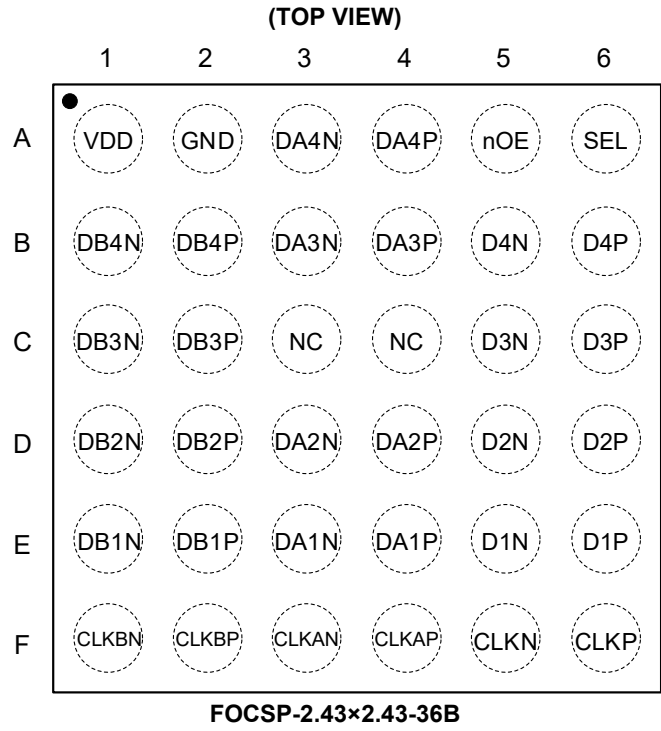 (TOP VIEW)
1 2 3 4 5 6
A VDD GND DA4N DA4P nOE SEL
B DB4N DB4P DA3N DA3P D4N D4P
C DB3N DB3P NC NC D3N D3P
D DB2N DB2P DA2N DA2P D2N D2P
E DB1N DB1P DA1N DA1P D1N D1P
F CLKBN CLKBP CLKAN CLKAP CLKN CLKP
FOCSP-2.43×2.43-36B